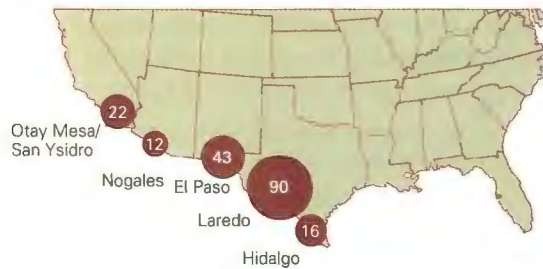 22
Otay Mesa/
San Ysidro
12
Nogales
43
El Paso
90
Laredo
16
Hidalgo